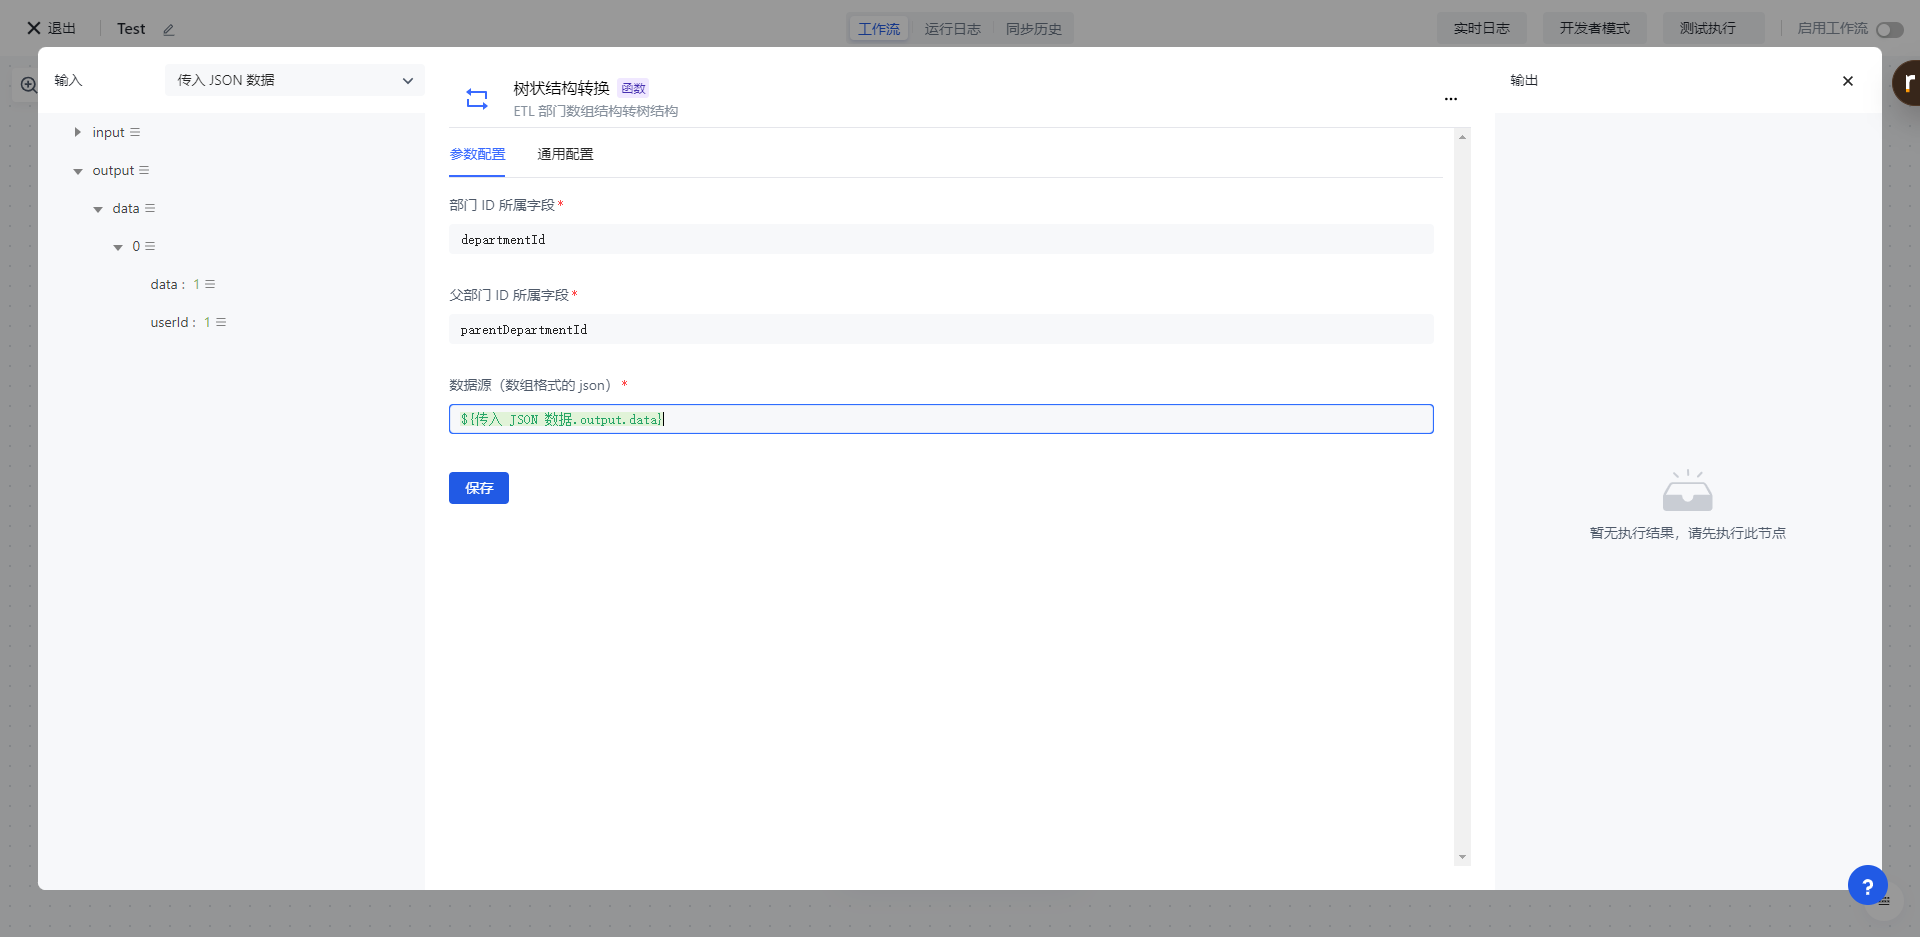 退出
Test
工作流
运行日志
同步历史
实时日志
开发者模式
测试执行
启用工作流
输入
传入 JSON 数据
input
output
data
0
data : 1
userId : 1
树状结构转换 函数
ETL 部门数组结构转树结构
...
参数配置
通用配置
部门 ID 所属字段*
departmentId
父部门 ID 所属字段*
parentDepartmentId
数据源（数组格式的 json） *
${传入 JSON 数据.output.data}
保存
输出
暂无执行结果，请先执行此节点
r
?